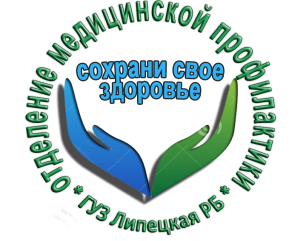 ОТДЕЛЕНИЕ МЕДИЦИНСКОЙ ПРОФИЛАКТИКИ
СОХРАНИ СВОЕ
ЗДОРОВЬЕ
* ГУЗ Липецкая РБ *